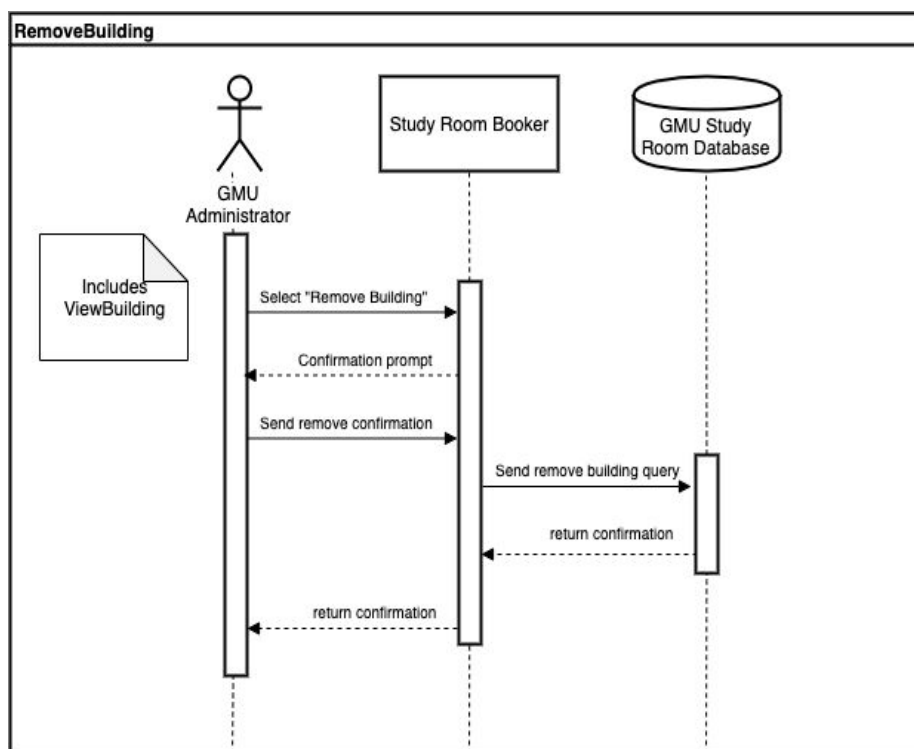 RemoveBuilding
Study Room Booker
GMU Study
Room Database
GMU
Administrator
Includes
ViewBuilding
Select "Remove Building"
Confirmation prompt
Send remove confirmation
Send remove building query
return confirmation
return confirmation